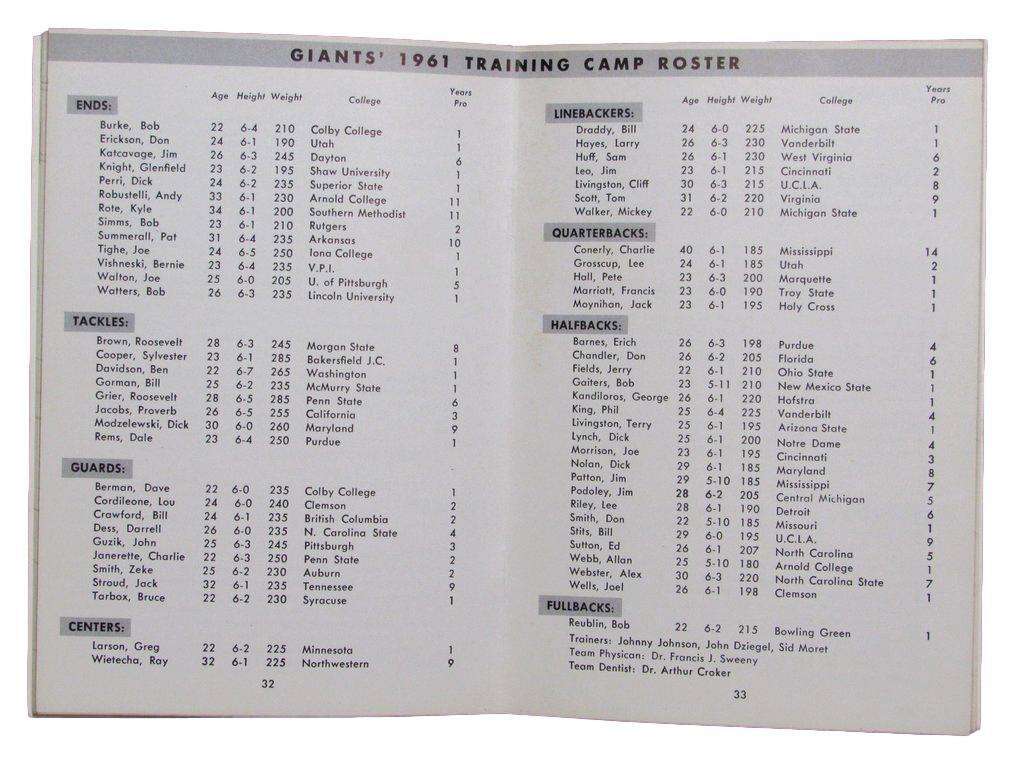 GIANTS' 1961 TRAINING CAMP ROSTER
Age Height Weight College Years Pro
ENDS:
Burke, Bob 22 6-4 210 Colby College 1
Erickson, Don 24 6-1 190 Utah 1
Katcavage, Jim 26 6-3 245 Dayton 6
Knight, Glenfield 23 6-2 195 Shaw University 1
Perri, Dick 24 6-2 235 Superior State 1
Robustelli, Andy 33 6-1 230 Arnold College 11
Rote, Kyle 34 6-1 200 Southern Methodist 11
Simms, Bob 23 6-1 210 Rutgers 2
Summerall, Pat 31 6-4 235 Arkansas 10
Tighe, Joe 24 6-5 250 Iona College 1
Vishneski, Bernie 23 6-4 235 V.P.I. 1
Walton, Joe 25 6-0 205 U. of Pittsburgh 5
Watters, Bob 26 6-3 235 Lincoln University 1
TACKLES:
Brown, Roosevelt 28 6-3 245 Morgan State 8
Cooper, Sylvester 23 6-1 285 Bakersfield J.C. 1
Davidson, Ben 22 6-7 265 Washington 1
Gorman, Bill 25 6-2 235 McMurry State 1
Grier, Roosevelt 28 6-5 285 Penn State 6
Jacobs, Proverb 26 6-5 255 California 3
Modzelewski, Dick 30 6-0 260 Maryland 9
Rems, Dale 23 6-4 250 Purdue 1
GUARDS:
Berman, Dave 22 6-0 235 Colby College 1
Cordileone, Lou 24 6-0 240 Clemson 2
Crawford, Bill 24 6-1 235 British Columbia 2
Dess, Darrell 26 6-0 235 N. Carolina State 4
Guzik, John 25 6-3 245 Pittsburgh 3
Janerette, Charlie 22 6-3 250 Penn State 2
Smith, Zeke 25 6-2 230 Auburn 2
Stroud, Jack 32 6-1 235 Tennessee 9
Tarbox, Bruce 22 6-2 230 Syracuse 1
CENTERS:
Larson, Greg 22 6-2 225 Minnesota 1
Wietecha, Ray 32 6-1 225 Northwestern 9
32
Age Height Weight College Years Pro
LINEBACKERS:
Draddy, Bill 24 6-0 225 Michigan State 1
Hayes, Larry 26 6-3 230 Vanderbilt 1
Huff, Sam 26 6-1 230 West Virginia 6
Leo, Jim 23 6-1 215 Cincinnati 2
Livingston, Cliff 30 6-3 215 U.C.L.A. 8
Scott, Tom 31 6-2 220 Virginia 9
Walker, Mickey 22 6-0 210 Michigan State 1
QUARTERBACKS:
Conerly, Charlie 40 6-1 185 Mississippi 14
Grosscup, Lee 24 6-1 185 Utah 2
Hall, Pete 23 6-3 200 Marquette 1
Marriott, Francis 23 6-0 190 Troy State 1
Moynihan, Jack 23 6-1 195 Holy Cross 1
HALFBACKS:
Barnes, Erich 26 6-3 198 Purdue 4
Chandler, Don 26 6-2 205 Florida 6
Fields, Jerry 22 6-1 210 Ohio State 1
Gaiters, Bob 23 5-11 210 New Mexico State 1
Kandiloros, George 26 6-1 220 Hofstra 1
King, Phil 25 6-4 225 Vanderbilt 4
Livingston, Terry 25 6-1 195 Arizona State 1
Lynch, Dick 25 6-1 200 Notre Dame 4
Morrison, Joe 23 6-1 195 Cincinnati 3
Nolan, Dick 29 6-1 185 Maryland 8
Patton, Jim 29 5-10 185 Mississippi 7
Podoley, Jim 28 6-2 205 Central Michigan 5
Riley, Lee 28 6-1 190 Detroit 6
Smith, Don 22 5-10 185 Missouri 1
Stits, Bill 29 6-0 195 U.C.L.A. 9
Sutton, Ed 26 6-1 207 North Carolina 5
Webb, Allan 25 5-10 180 Arnold College 1
Webster, Alex 30 6-3 220 North Carolina State 7
Wells, Joel 26 6-1 198 Clemson 1
FULLBACKS:
Reublin, Bob 22 6-2 215 Bowling Green 1
Trainers: Johnny Johnson, John Dziegel, Sid Moret
Team Physican: Dr. Francis J. Sweeny
Team Dentist: Dr. Arthur Croker
33